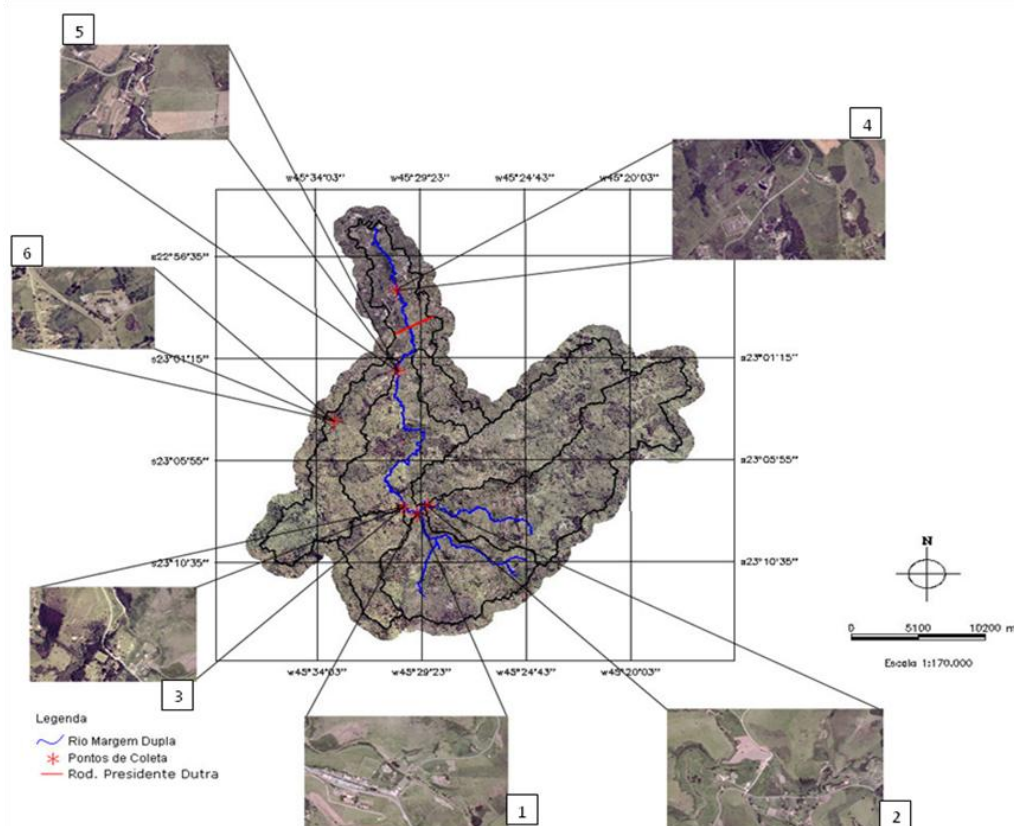 5
4
w45°34'03"
w45°29'23"
w45°24'43"
w45°20'03"
6
s22°56'35"
s22°56'35"
s23°01'15"
s23°01'15"
s23°05'55"
s23°05'55"
s23°10'35"
s23°10'35"
N
0 5100 10200 m
Escala 1:170.000
w45°34'03"
w45°29'23"
w45°24'43"
w45°20'03"
3
Legenda
Rio Margem Dupla
Pontos de Coleta
Rod. Presidente Dutra
1
2